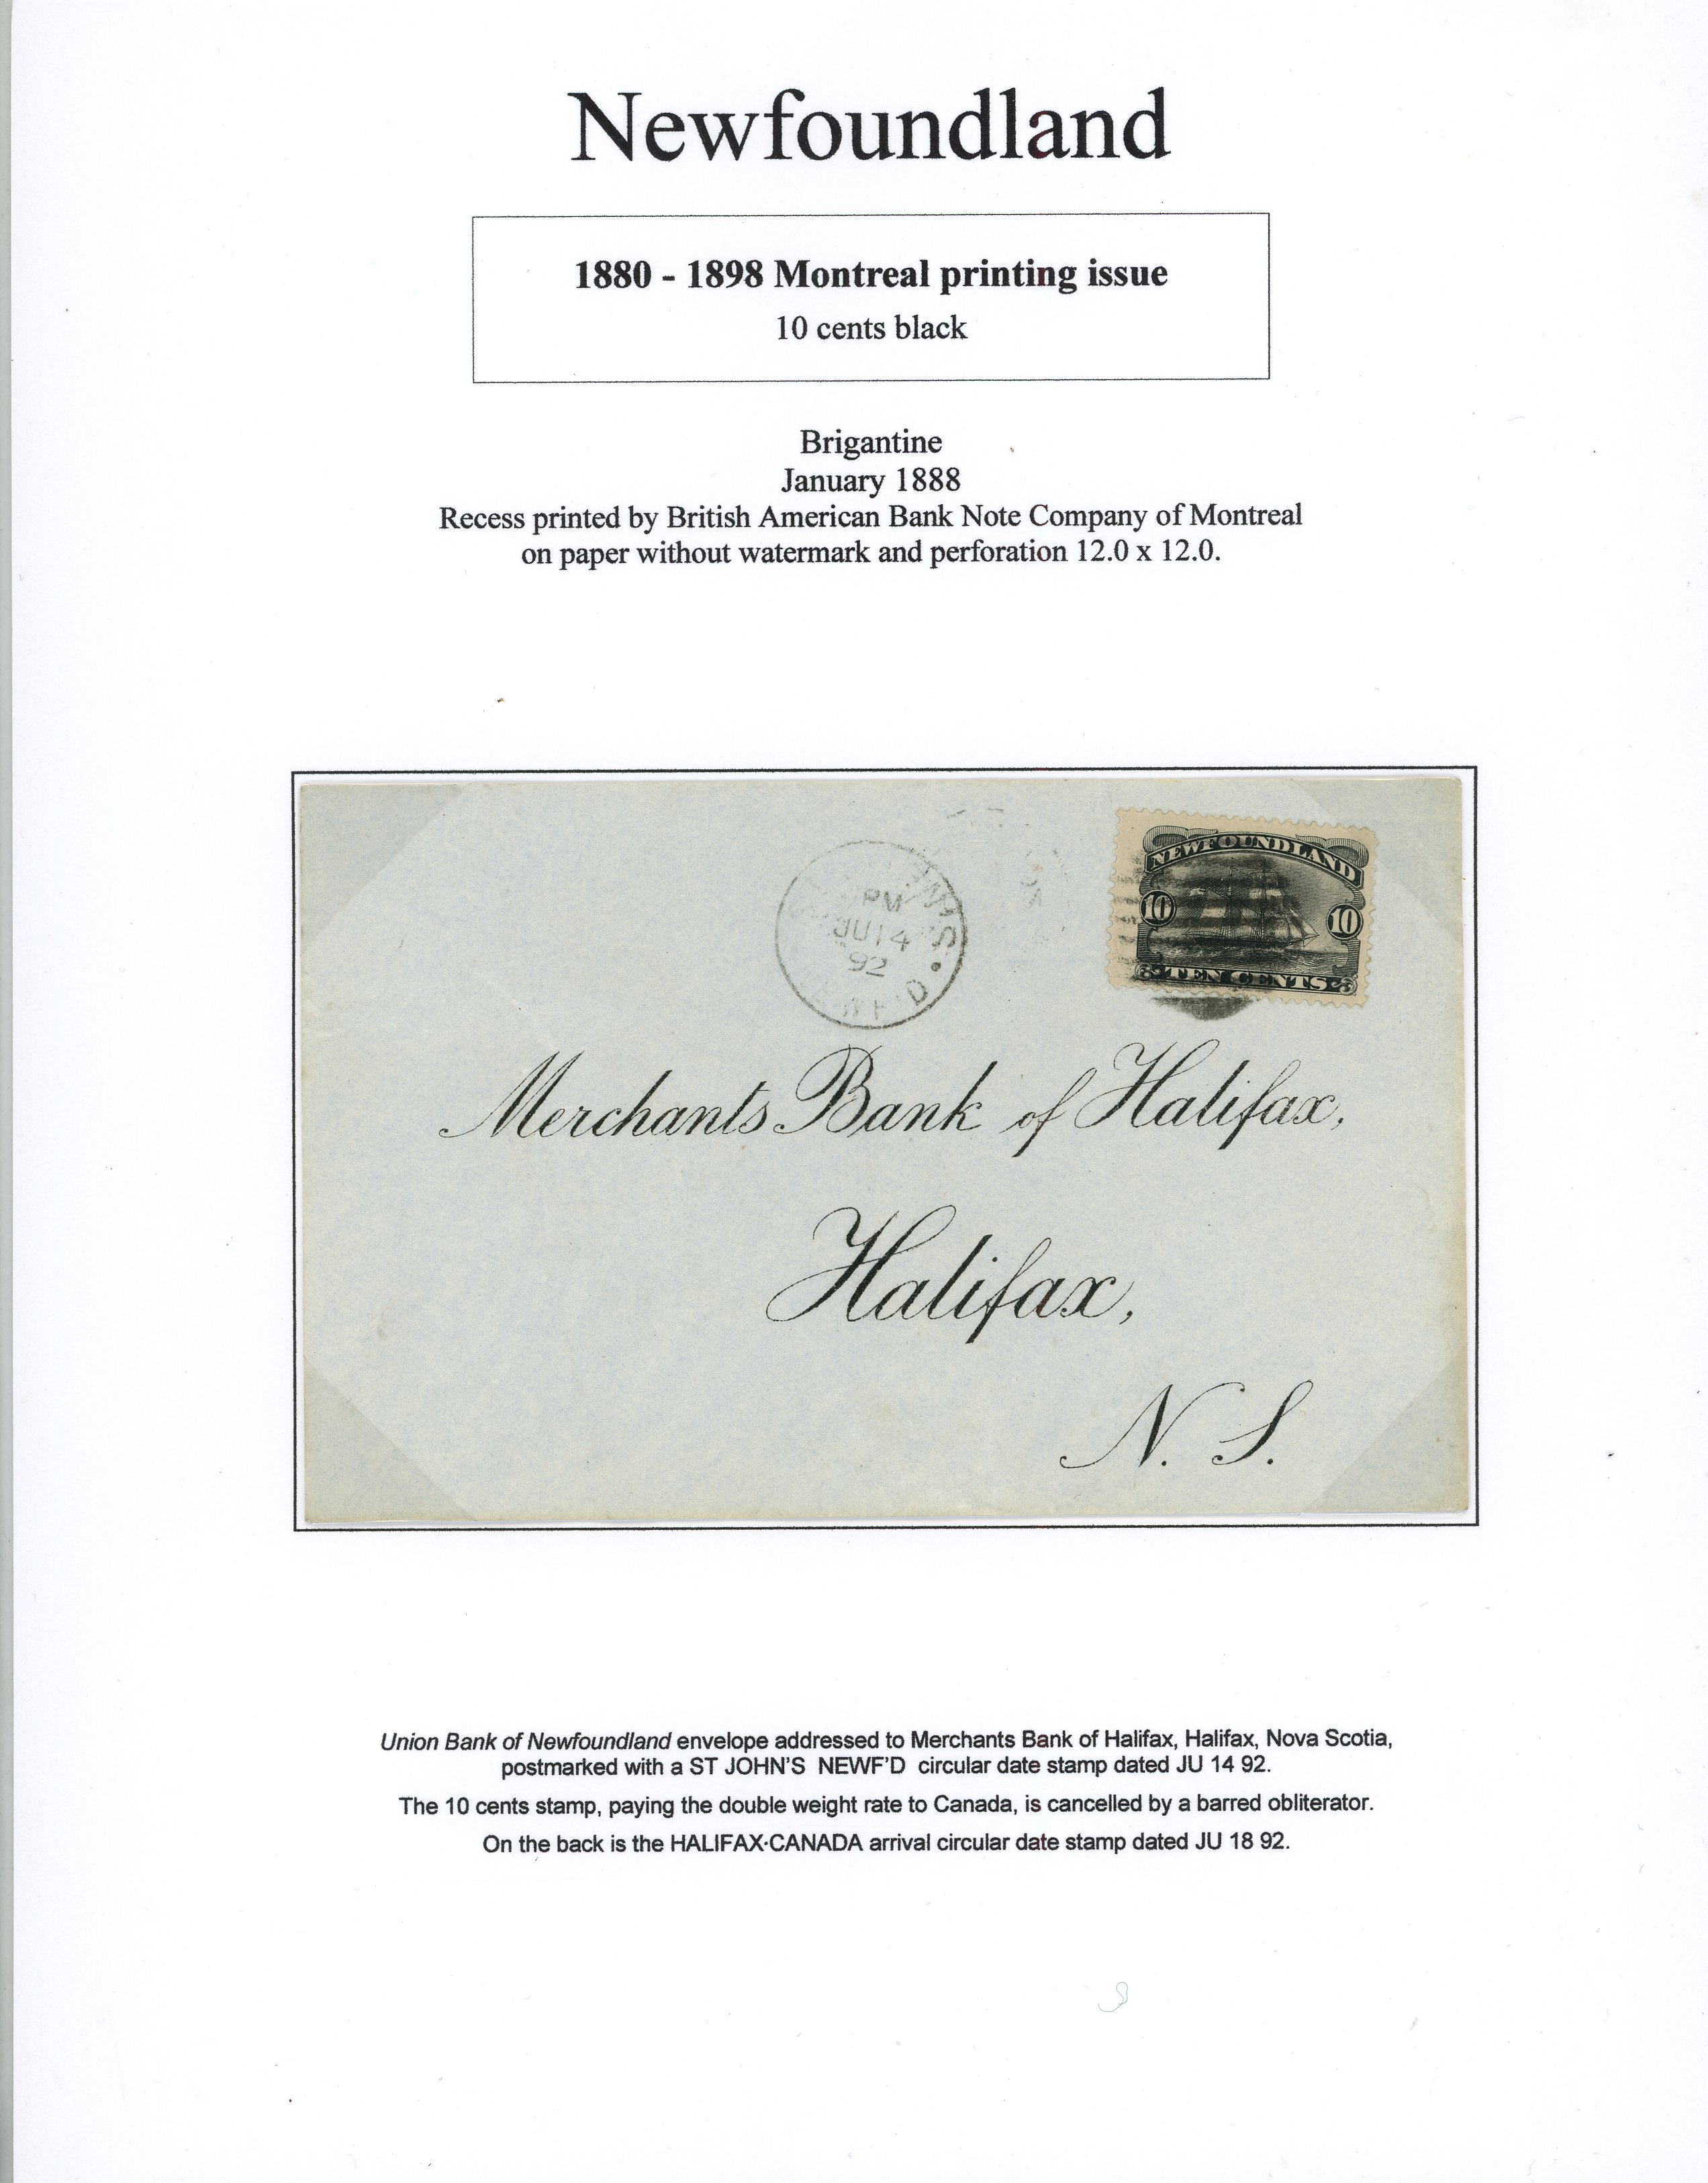 Newfoundland
1880 - 1898 Montreal printing issue
10 cents black
Brigantine
January 1888
Recess printed by British American Bank Note Company of Montreal
on paper without watermark and perforation 12.0 x 12.0.
PM
JU 14
92
NEWFOUNDLAND
10 10
TEN CENTS
Merchants Bank of Halifax,
Halifax,
N. S.
Union Bank of Newfoundland envelope addressed to Merchants Bank of Halifax, Halifax, Nova Scotia,
postmarked with a ST JOHN'S NEWF'D circular date stamp dated JU 14 92.
The 10 cents stamp, paying the double weight rate to Canada, is cancelled by a barred obliterator.
On the back is the HALIFAX·CANADA arrival circular date stamp dated JU 18 92.